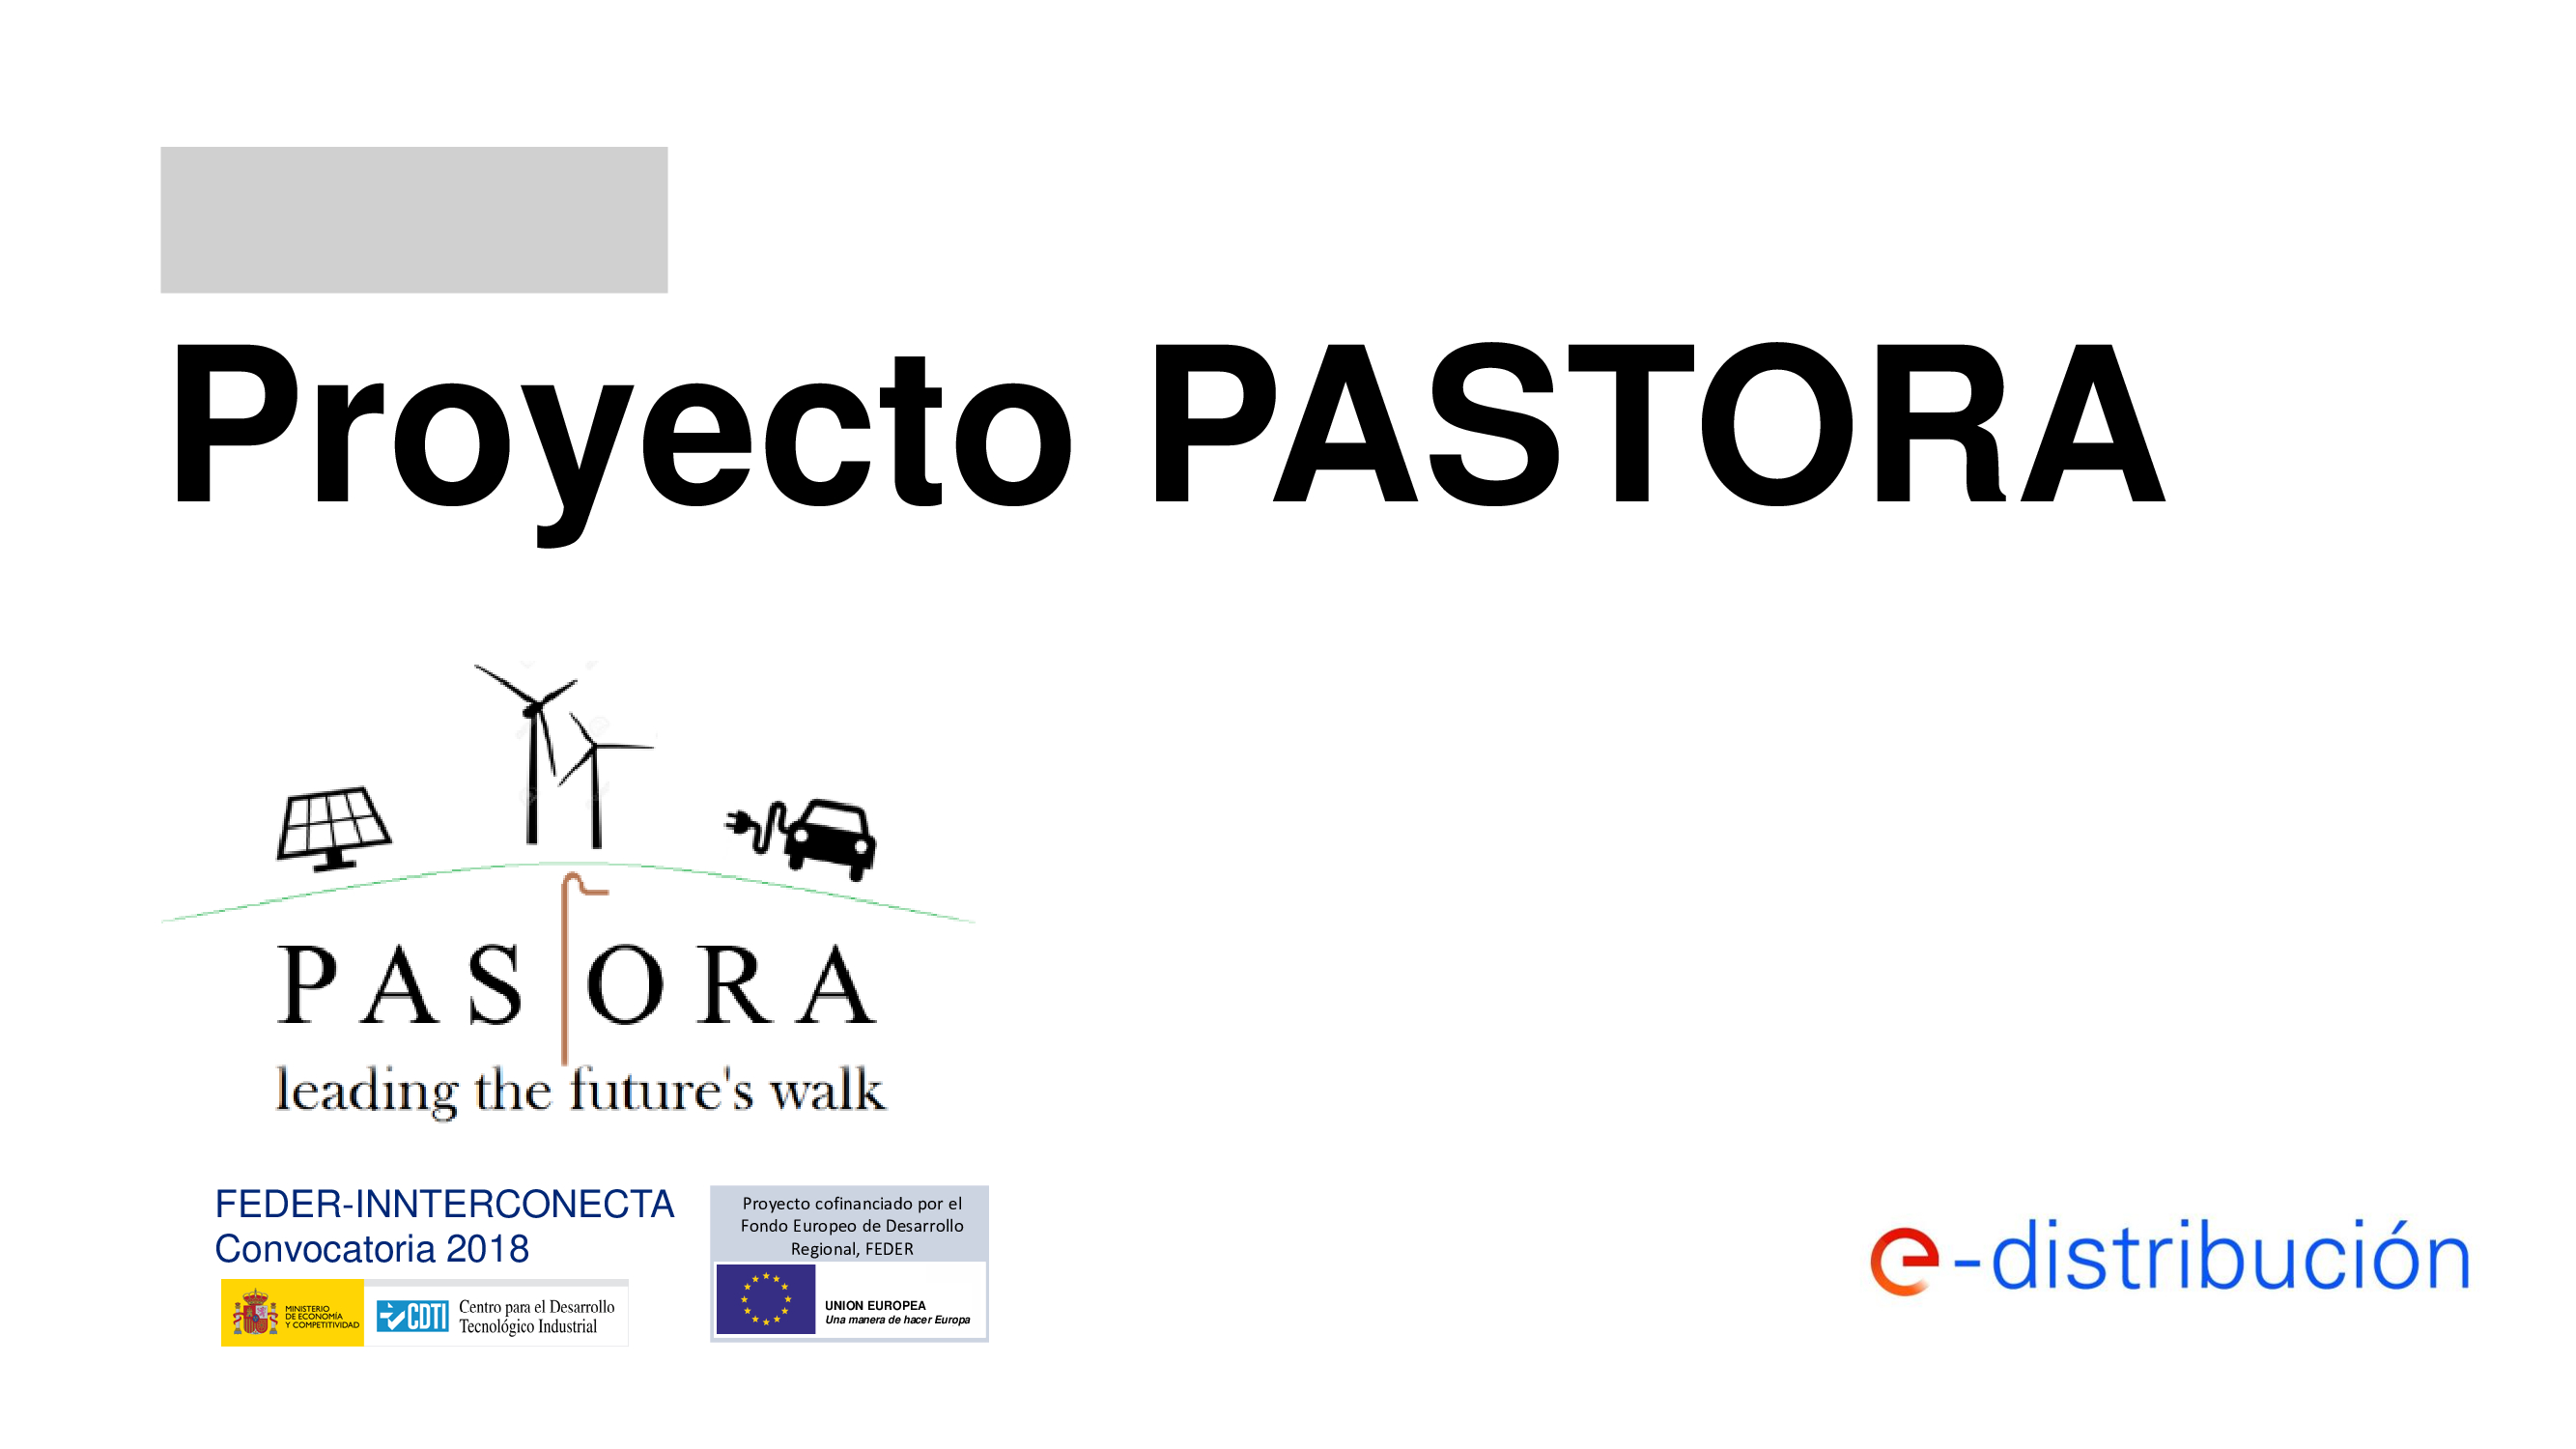 Proyecto PASTORA
PASTORA
leading the future's walk
FEDER-INNTERCONECTA
Convocatoria 2018
MINISTERIO
DE ECONOMÍA
Y COMPETITIVIDAD
CDTI
Centro para el Desarrollo
Tecnológico Industrial
Proyecto cofinanciado por el
Fondo Europeo de Desarrollo
Regional, FEDER
UNION EUROPEA
Una manera de hacer Europa
e-distribución